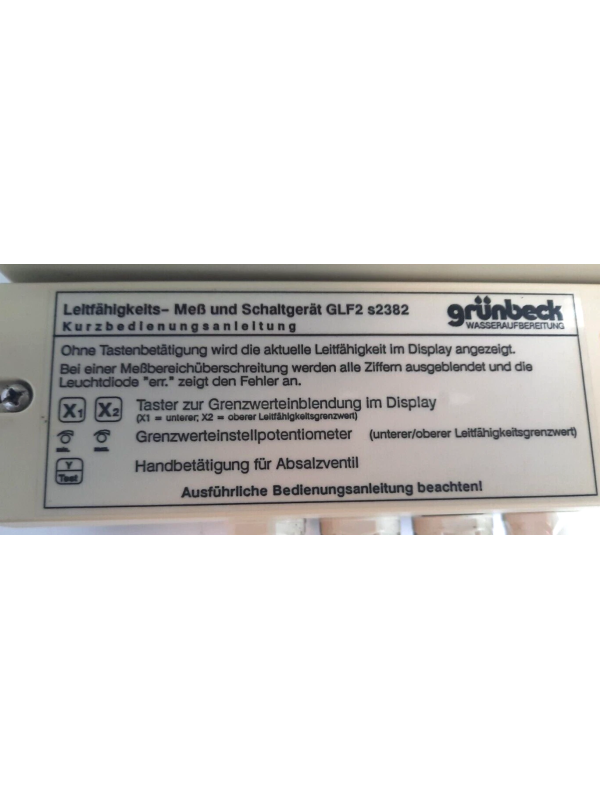 Leitfähigkeits- Meß und Schaltgerät GLF2 s2382
Kurzbedienungsanleitung
grünbeck
WASSERAUFBEREITUNG
Ohne Tastenbetätigung wird die aktuelle Leitfähigkeit im Display angezeigt.
Bei einer Meßbereichüberschreitung werden alle Ziffern ausgeblendet und die
Leuchtdiode "err." zeigt den Fehler an.
X1 X2 Taster zur Grenzwerteinblendung im Display
(X1 = unterer; X2 = oberer Leitfähigkeitsgrenzwert)
Grenzwerteinstellpotentiometer (unterer/oberer Leitfähigkeitsgrenzwert)
Y
Test
Handbetätigung für Absalzventil
Ausführliche Bedienungsanleitung beachten!